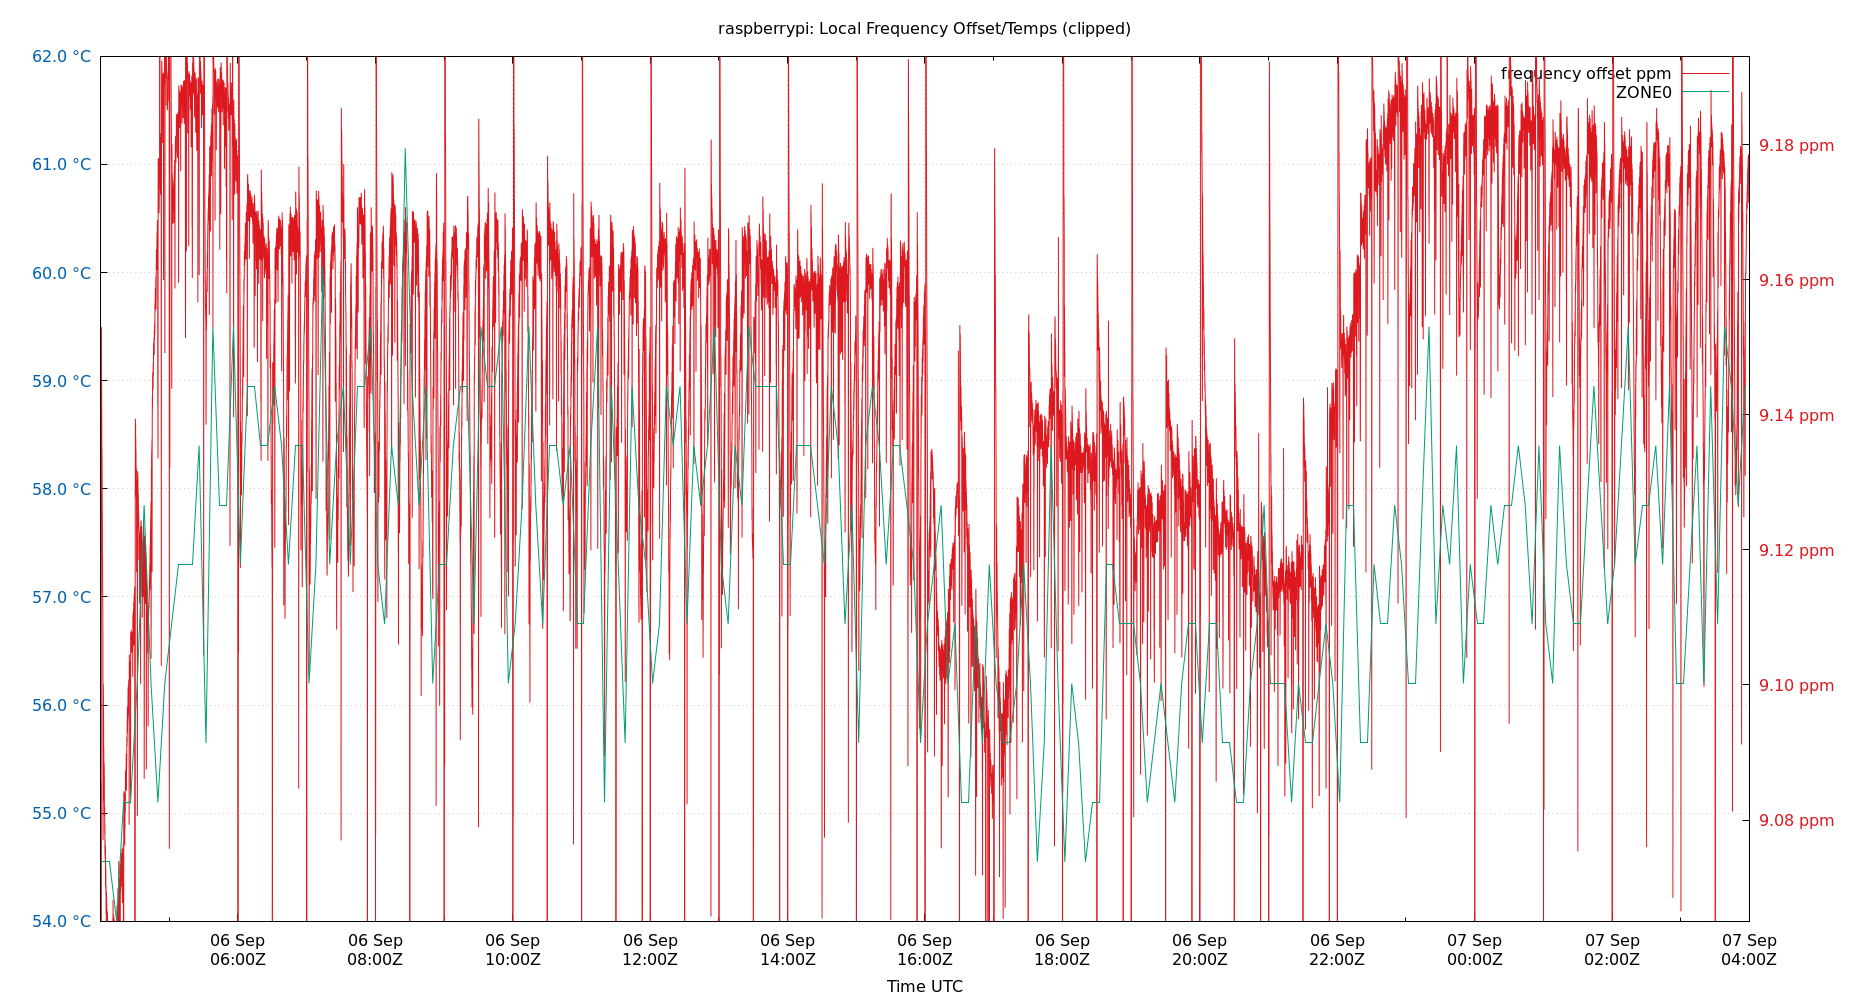 raspberrypi: Local Frequency Offset/Temps (clipped)
62.0 °C
61.0 °C
60.0 °C
59.0 °C
58.0 °C
57.0 °C
56.0 °C
55.0 °C
54.0 °C
frequency offset ppm
ZONE0
9.18 ppm
9.16 ppm
9.14 ppm
9.12 ppm
9.10 ppm
9.08 ppm
06 Sep 06 Sep 06 Sep 06 Sep 06 Sep 06 Sep 06 Sep 06 Sep 06 Sep 07 Sep 07 Sep 07 Sep
06:00Z 08:00Z 10:00Z 12:00Z 14:00Z 16:00Z 18:00Z 20:00Z 22:00Z 00:00Z 02:00Z 04:00Z
Time UTC